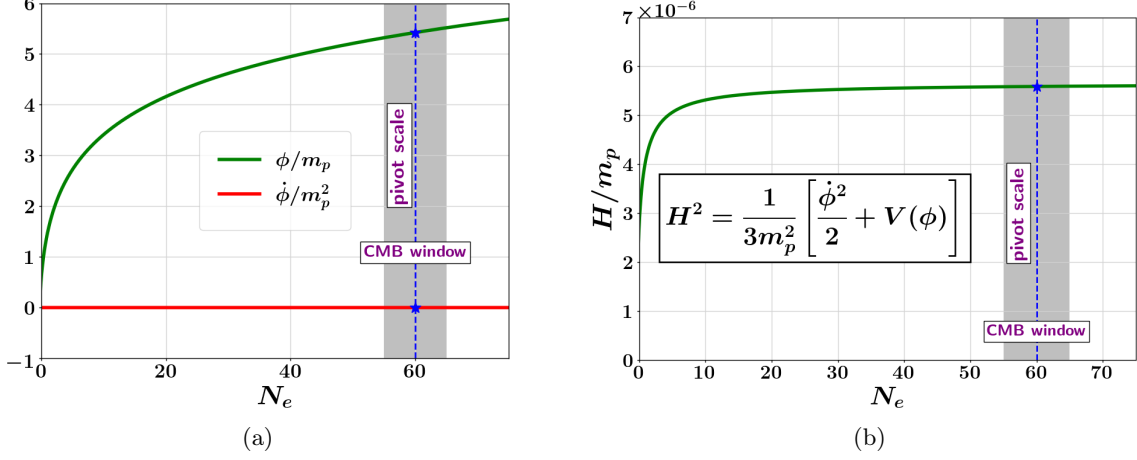 6
5
4
3
2
1
0
−1
0
20
40
60
N_e
ϕ/m_p
ϕ̇/m_p^2
pivot scale
CMB window
(a)
7 ×10^−6
6
5
4
3
2
1
0
H/m_p
0
10
20
30
40
50
60
70
N_e
H^2 = \frac{1}{3m_p^2} [ \frac{ϕ̇^2}{2} + V(ϕ) ]
pivot scale
CMB window
(b)